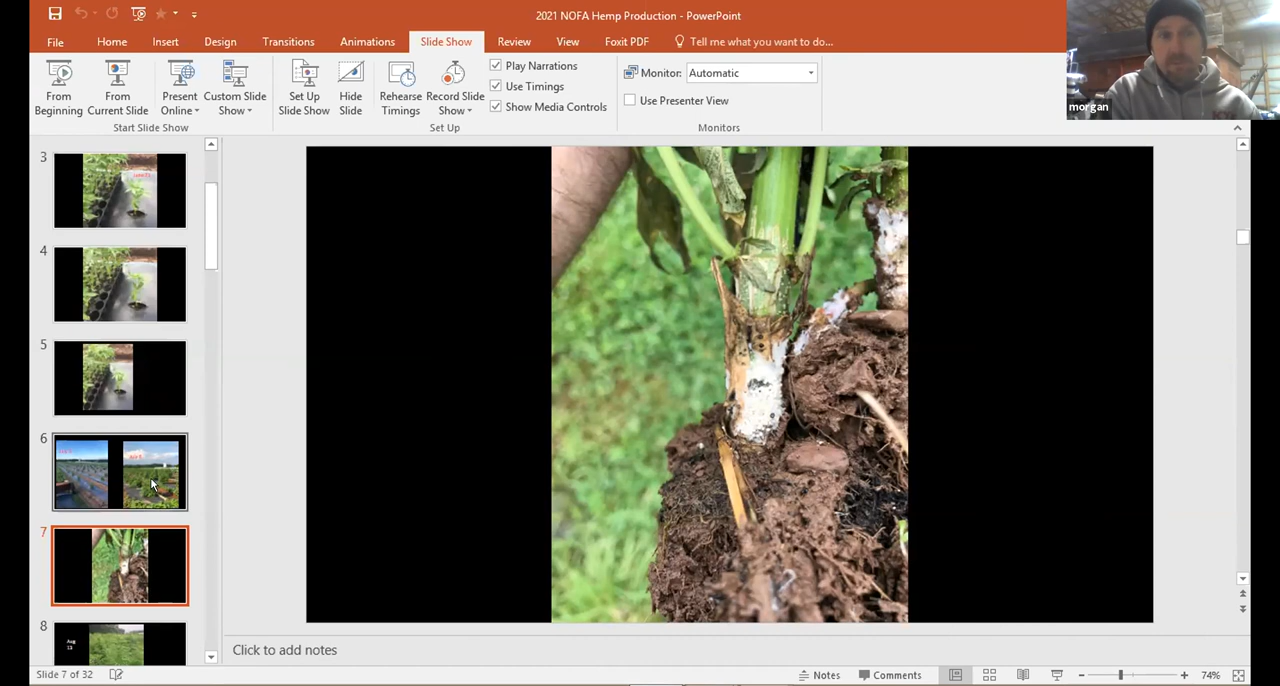 2021 NOFA Hemp Production - PowerPoint
File Home Insert Design Transitions Animations Slide Show Review View Foxit PDF Tell me what you want to do...
From Beginning
From Current Slide
Present Online
Custom Slide Show
Start Slide Show
Set Up Slide Show
Hide Slide
Rehearse Timings
Record Slide Show
Play Narrations
Use Timings
Show Media Controls
Set Up
Monitor: Automatic
Use Presenter View
Monitors
morgan
3
4
5
6
7
8
Aug
13
Click to add notes
Slide 7 of 32
Notes
Comments
74%